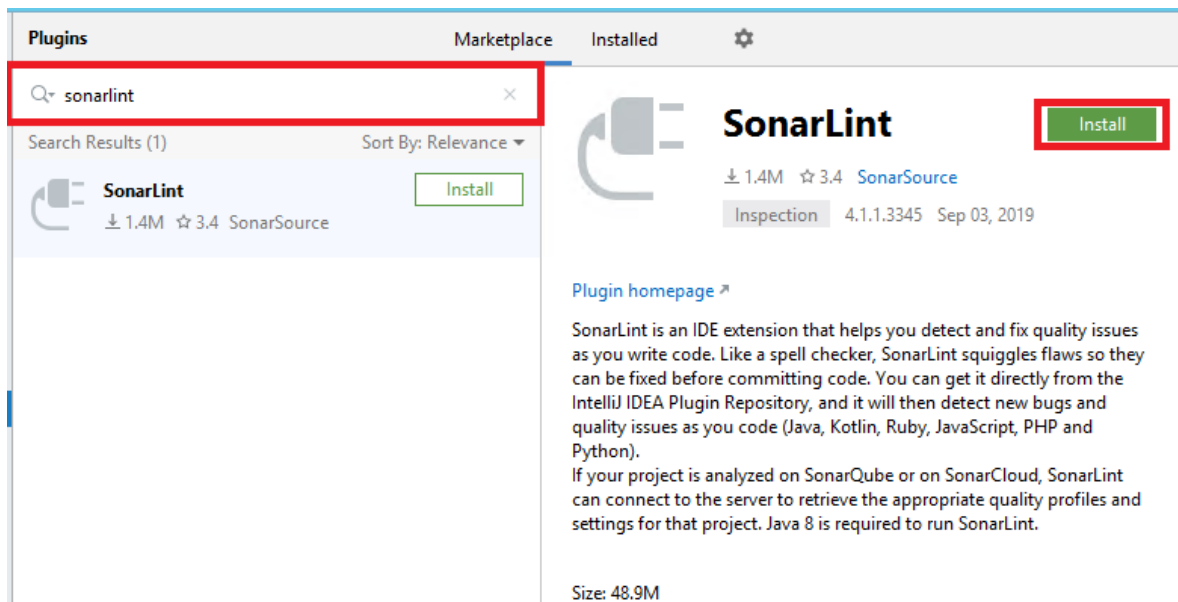 Plugins
Marketplace Installed
sonarlint
Search Results (1) Sort By: Relevance
SonarLint
Install
1.4M 3.4 SonarSource
SonarLint
Install
1.4M 3.4 SonarSource
Inspection 4.1.1.3345 Sep 03, 2019
Plugin homepage
SonarLint is an IDE extension that helps you detect and fix quality issues
as you write code. Like a spell checker, SonarLint squiggles flaws so they
can be fixed before committing code. You can get it directly from the
IntelliJ IDEA Plugin Repository, and it will then detect new bugs and
quality issues as you code (Java, Kotlin, Ruby, JavaScript, PHP and
Python).
If your project is analyzed on SonarQube or on SonarCloud, SonarLint
can connect to the server to retrieve the appropriate quality profiles and
settings for that project. Java 8 is required to run SonarLint.
Size: 48.9M